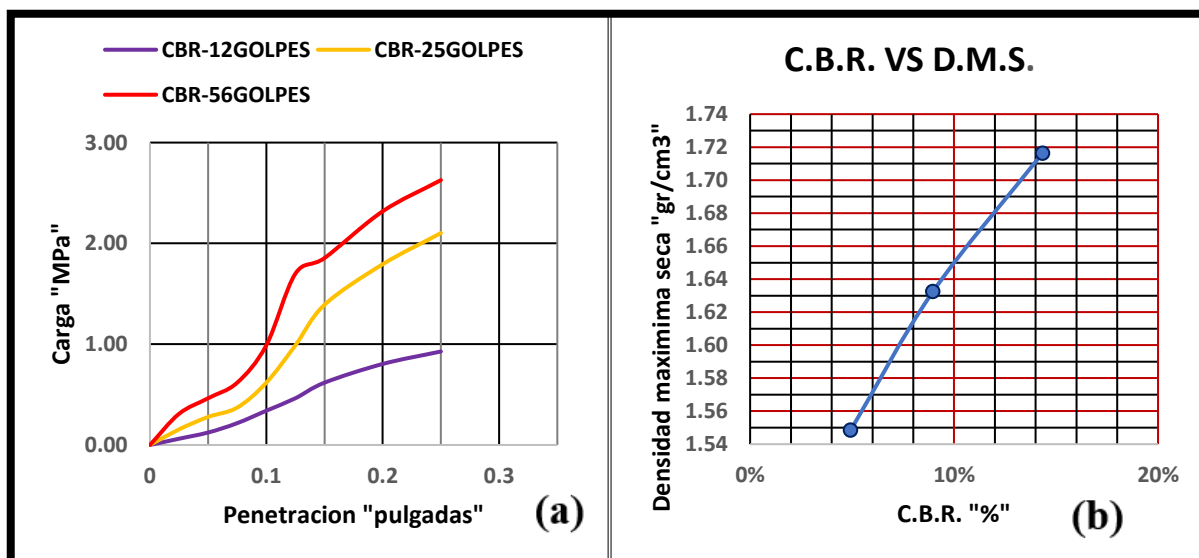 CBR-12GOLPES CBR-25GOLPES
CBR-56GOLPES
Carga "MPa"
3.00
2.00
1.00
0.00
0 0.1 0.2 0.3
Penetracion "pulgadas"
(a)
C.B.R. VS D.M.S.
Densidad maximima seca "gr/cm3"
1.74
1.72
1.70
1.68
1.66
1.64
1.62
1.60
1.58
1.56
1.54
0% 10% 20%
C.B.R. "%"
(b)